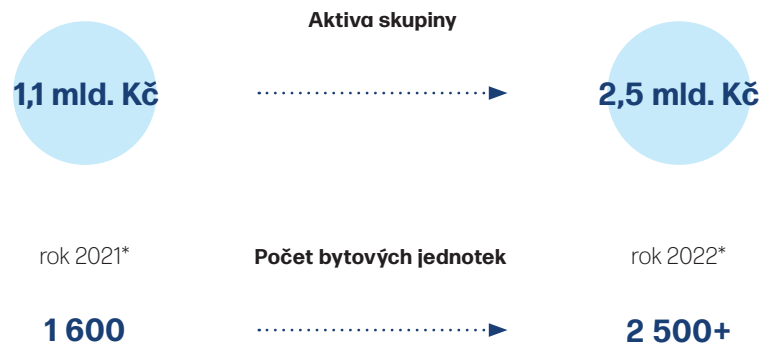 Aktiva skupiny
1,1 mld. Kč
2,5 mld. Kč
rok 2021*
Počet bytových jednotek
rok 2022*
1 600
2 500+